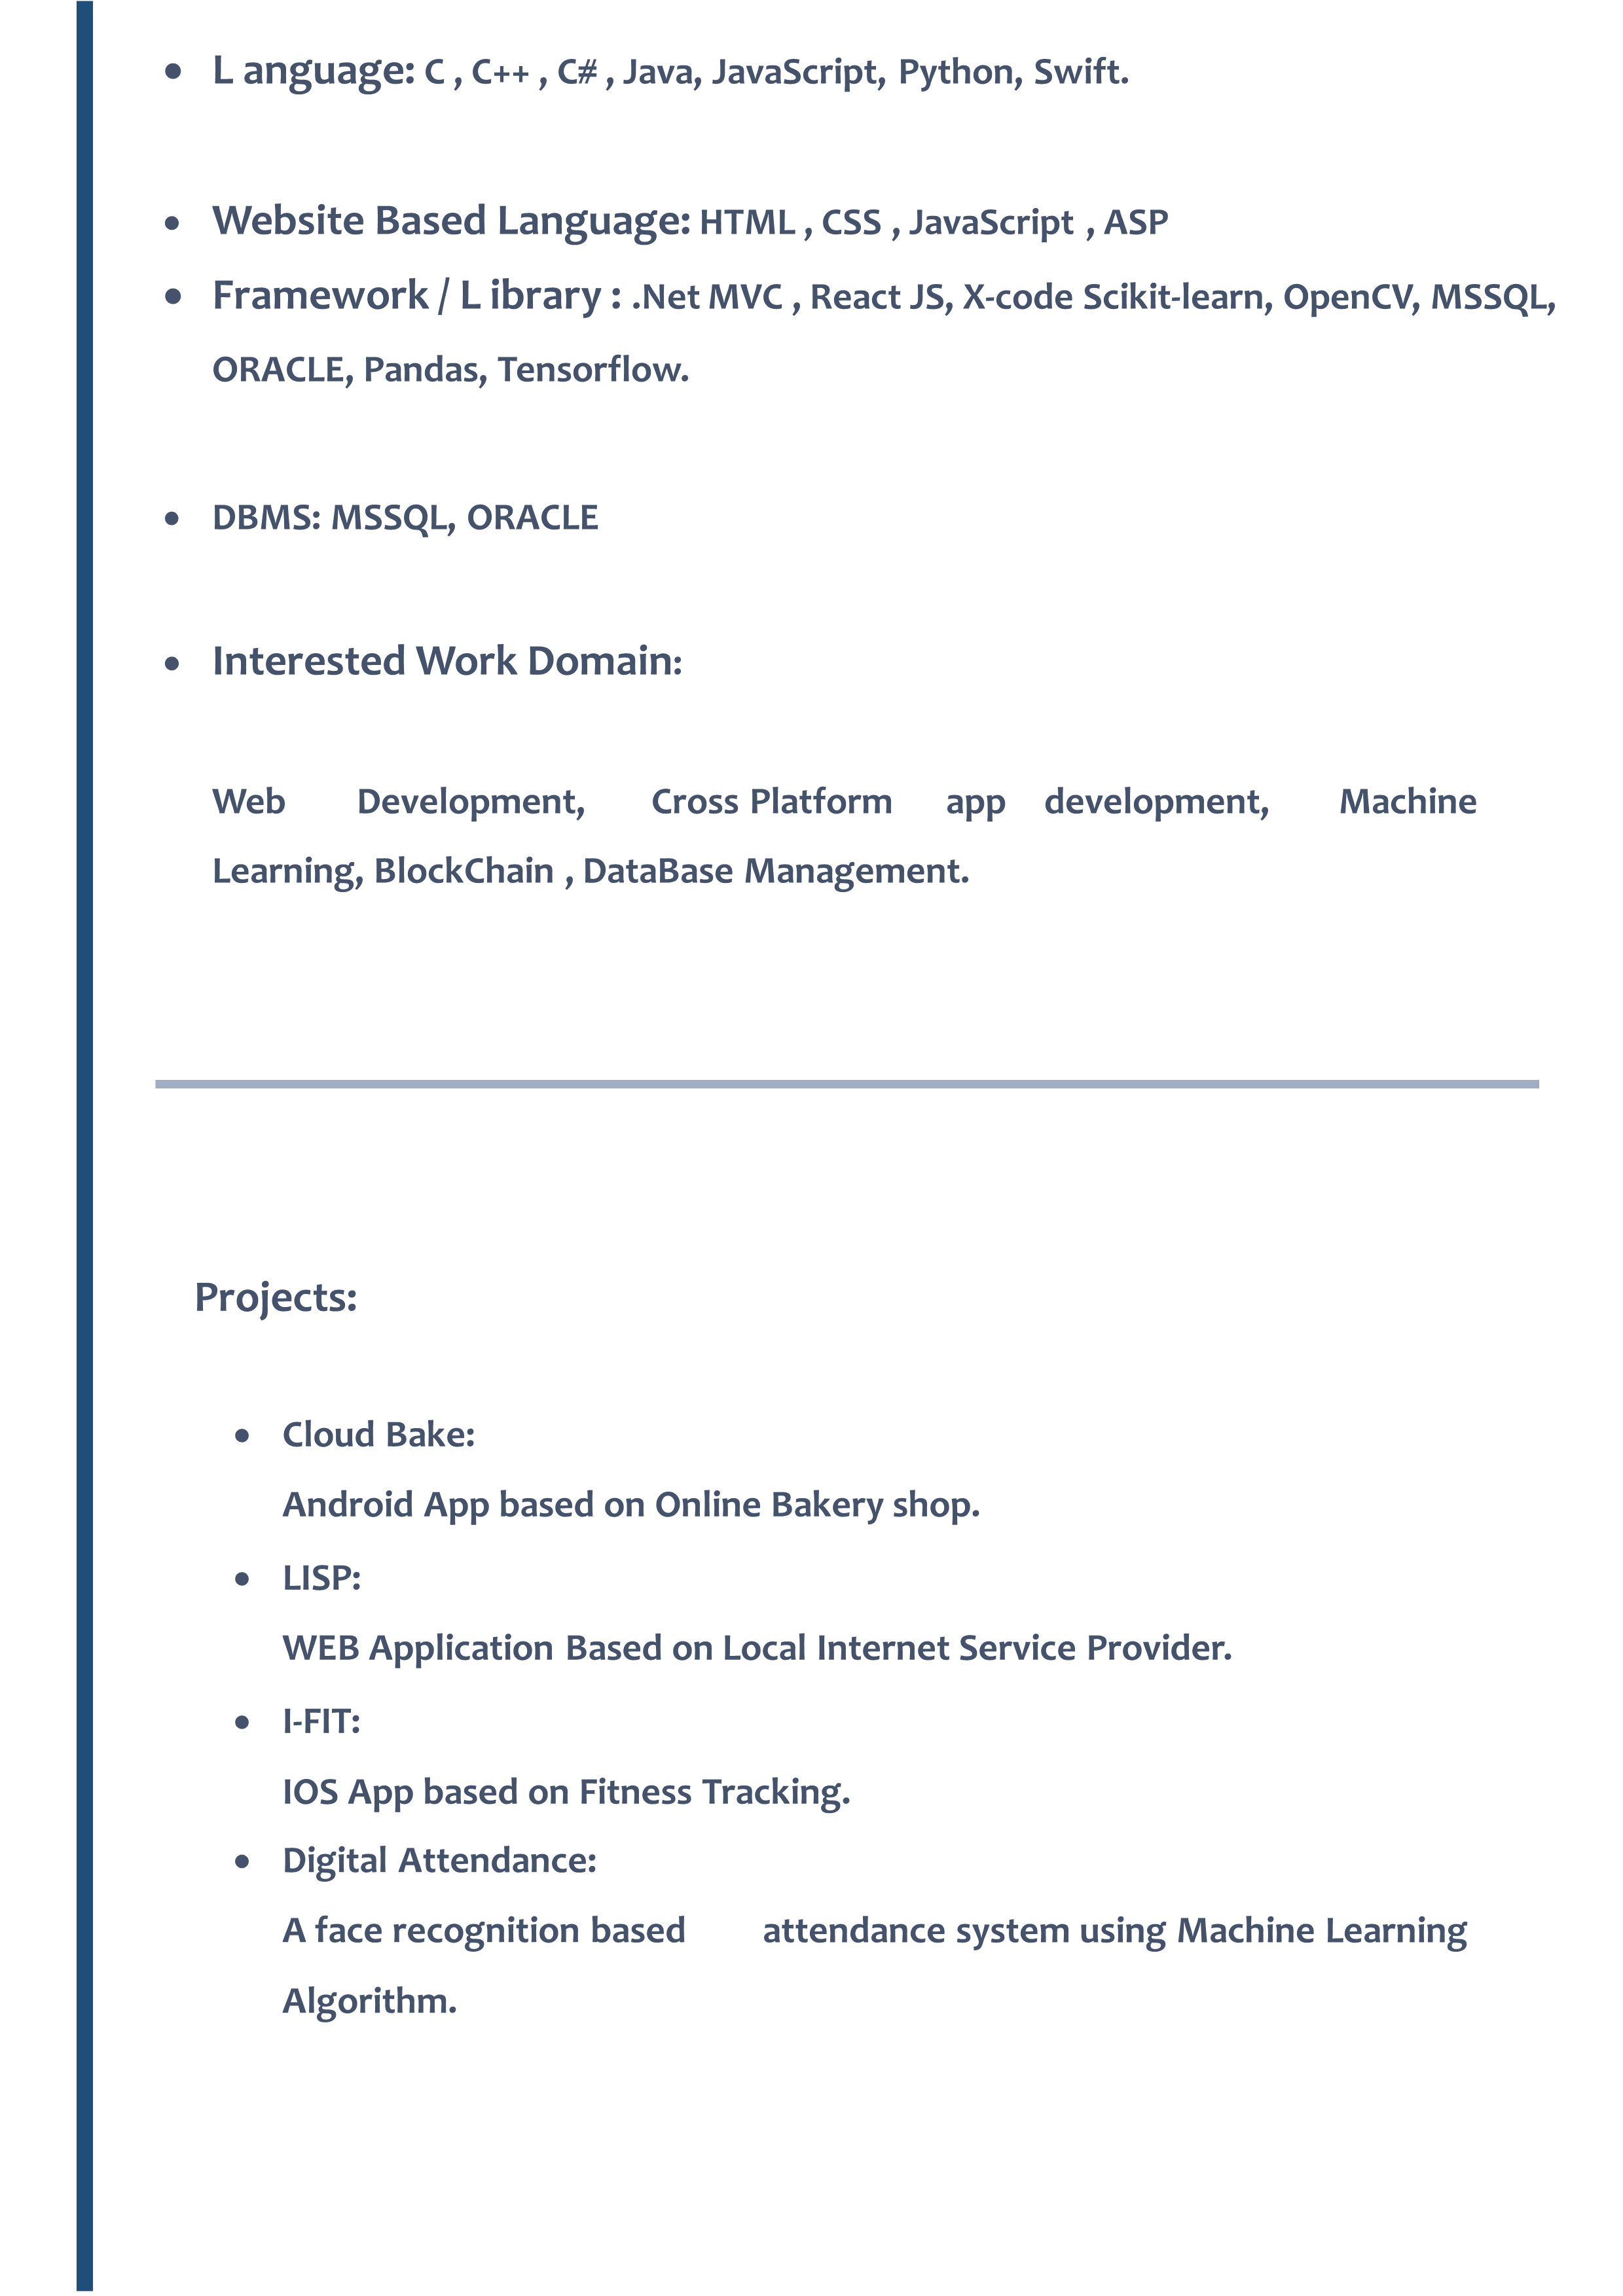 • L anguage: C , C++ , C# , Java, JavaScript, Python, Swift.
• Website Based Language: HTML , CSS , JavaScript , ASP
• Framework / L ibrary : .Net MVC , React JS, X-code Scikit-learn, OpenCV, MSSQL,
ORACLE, Pandas, Tensorflow.
• DBMS: MSSQL, ORACLE
• Interested Work Domain:
Web Development, Cross Platform app development, Machine
Learning, BlockChain , DataBase Management.
Projects:
• Cloud Bake:
Android App based on Online Bakery shop.
• LISP:
WEB Application Based on Local Internet Service Provider.
• I-FIT:
IOS App based on Fitness Tracking.
• Digital Attendance:
A face recognition based attendance system using Machine Learning
Algorithm.